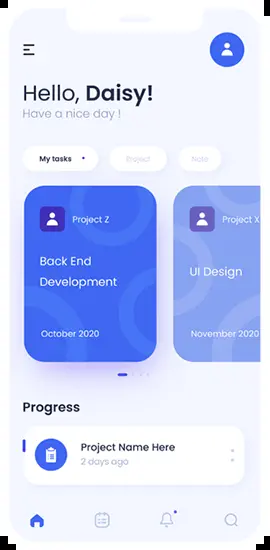 Hello, Daisy!
Have a nice day !
My tasks
Project
Note
Project Z
Back End
Development
October 2020
Project X
UI Design
November 2020
Progress
Project Name Here
2 days ago